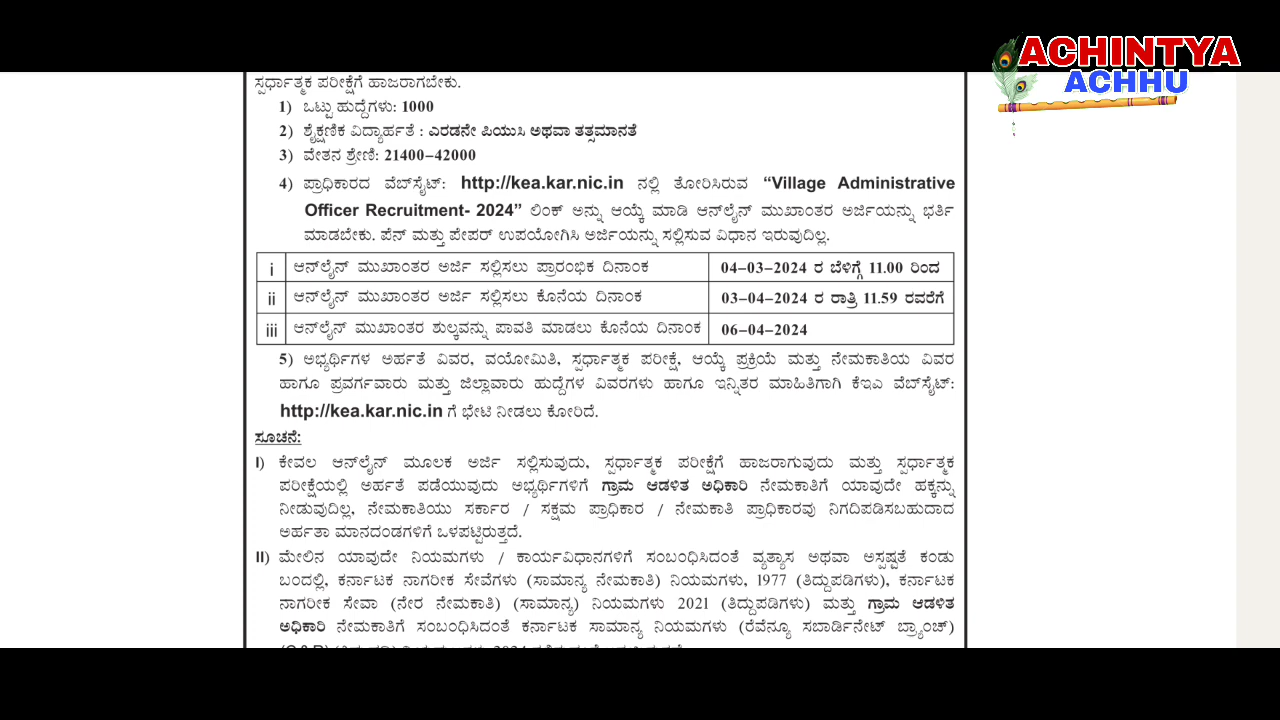 ACHINTYA
ACHHU
ಸ್ಪರ್ಧಾತ್ಮಕ ಪರೀಕ್ಷೆಗೆ ಹಾಜರಾಗಬೇಕು.
1) ಒಟ್ಟು ಹುದ್ದೆಗಳು: 1000
2) ಶೈಕ್ಷಣಿಕ ವಿದ್ಯಾರ್ಹತೆ : ಎರಡನೇ ಪಿಯುಸಿ ಅಥವಾ ತತ್ಸಮಾನತೆ
3) ವೇತನ ಶ್ರೇಣಿ: 21400-42000
4) ಪ್ರಾಧಿಕಾರದ ವೆಬ್‌ಸೈಟ್: http://kea.kar.nic.in ನಲ್ಲಿ ತೋರಿಸಿರುವ “Village Administrative
Officer Recruitment- 2024” ಲಿಂಕ್ ಅನ್ನು ಆಯ್ಕೆ ಮಾಡಿ ಆನ್‌ಲೈನ್ ಮುಖಾಂತರ ಅರ್ಜಿಯನ್ನು ಭರ್ತಿ
ಮಾಡಬೇಕು. ಪೆನ್ ಮತ್ತು ಪೇಪರ್ ಉಪಯೋಗಿಸಿ ಅರ್ಜಿಯನ್ನು ಸಲ್ಲಿಸುವ ವಿಧಾನ ಇರುವುದಿಲ್ಲ.
i ಆನ್‌ಲೈನ್ ಮುಖಾಂತರ ಅರ್ಜಿ ಸಲ್ಲಿಸಲು ಪ್ರಾರಂಭಿಕ ದಿನಾಂಕ 04-03-2024 ರ ಬೆಳಿಗ್ಗೆ 11.00 ರಿಂದ
ii ಆನ್‌ಲೈನ್ ಮುಖಾಂತರ ಅರ್ಜಿ ಸಲ್ಲಿಸಲು ಕೊನೆಯ ದಿನಾಂಕ 03-04-2024 ರ ರಾತ್ರಿ 11.59 ರವರೆಗೆ
iii ಆನ್‌ಲೈನ್ ಮುಖಾಂತರ ಶುಲ್ಕವನ್ನು ಪಾವತಿ ಮಾಡಲು ಕೊನೆಯ ದಿನಾಂಕ 06-04-2024
5) ಅಭ್ಯರ್ಥಿಗಳ ಅರ್ಹತೆ ವಿವರ, ವಯೋಮಿತಿ, ಸ್ಪರ್ಧಾತ್ಮಕ ಪರೀಕ್ಷೆ, ಆಯ್ಕೆ ಪ್ರಕ್ರಿಯೆ ಮತ್ತು ನೇಮಕಾತಿಯ ವಿವರ
ಹಾಗೂ ಪ್ರವರ್ಗವಾರು ಮತ್ತು ಜಿಲ್ಲಾವಾರು ಹುದ್ದೆಗಳ ವಿವರಗಳು ಹಾಗೂ ಇನ್ನಿತರ ಮಾಹಿತಿಗಾಗಿ ಕೆಇಎ ವೆಬ್‌ಸೈಟ್:
http://kea.kar.nic.in ಗೆ ಭೇಟಿ ನೀಡಲು ಕೋರಿದೆ.
ಸೂಚನೆ:
I) ಕೇವಲ ಆನ್‌ಲೈನ್ ಮೂಲಕ ಅರ್ಜಿ ಸಲ್ಲಿಸುವುದು, ಸ್ಪರ್ಧಾತ್ಮಕ ಪರೀಕ್ಷೆಗೆ ಹಾಜರಾಗುವುದು ಮತ್ತು ಸ್ಪರ್ಧಾತ್ಮಕ
ಪರೀಕ್ಷೆಯಲ್ಲಿ ಅರ್ಹತೆ ಪಡೆಯುವುದು ಅಭ್ಯರ್ಥಿಗಳಿಗೆ ಗ್ರಾಮ ಆಡಳಿತ ಅಧಿಕಾರಿ ನೇಮಕಾತಿಗೆ ಯಾವುದೇ ಹಕ್ಕನ್ನು
ನೀಡುವುದಿಲ್ಲ, ನೇಮಕಾತಿಯು ಸರ್ಕಾರ / ಸಕ್ಷಮ ಪ್ರಾಧಿಕಾರ / ನೇಮಕಾತಿ ಪ್ರಾಧಿಕಾರವು ನಿಗದಿಪಡಿಸಬಹುದಾದ
ಅರ್ಹತಾ ಮಾನದಂಡಗಳಿಗೆ ಒಳಪಟ್ಟಿರುತ್ತದೆ.
II) ಮೇಲಿನ ಯಾವುದೇ ನಿಯಮಗಳು / ಕಾರ್ಯವಿಧಾನಗಳಿಗೆ ಸಂಬಂಧಿಸಿದಂತೆ ವ್ಯತ್ಯಾಸ ಅಥವಾ ಅಸ್ಪಷ್ಟತೆ ಕಂಡು
ಬಂದಲ್ಲಿ, ಕರ್ನಾಟಕ ನಾಗರೀಕ ಸೇವೆಗಳು (ಸಾಮಾನ್ಯ ನೇಮಕಾತಿ) ನಿಯಮಗಳು, 1977 (ತಿದ್ದುಪಡಿಗಳು), ಕರ್ನಾಟಕ
ನಾಗರೀಕ ಸೇವಾ (ನೇರ ನೇಮಕಾತಿ) (ಸಾಮಾನ್ಯ) ನಿಯಮಗಳು 2021 (ತಿದ್ದುಪಡಿಗಳು) ಮತ್ತು ಗ್ರಾಮ ಆಡಳಿತ
ಅಧಿಕಾರಿ ನೇಮಕಾತಿಗೆ ಸಂಬಂಧಿಸಿದಂತೆ ಕರ್ನಾಟಕ ಸಾಮಾನ್ಯ ನಿಯಮಗಳು (ರೆವೆನ್ಯೂ ಸಬಾರ್ಡಿನೇಟ್ ಬ್ರ್ಯಾಂಚ್)